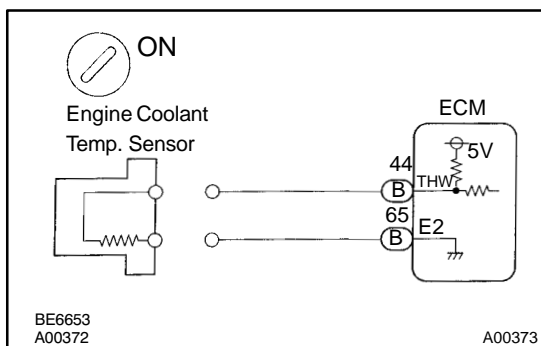 ON
Engine Coolant
Temp. Sensor
ECM
5V
44
B
THW
65
B
E2
BE6653
A00372
A00373